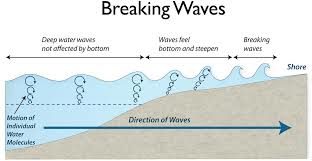 Breaking Waves
Deep water waves
not affected by bottom
Waves feel
bottom and steepen
Breaking
waves
Shore
Motion of
Individual
Water
Molecules
Direction of Waves